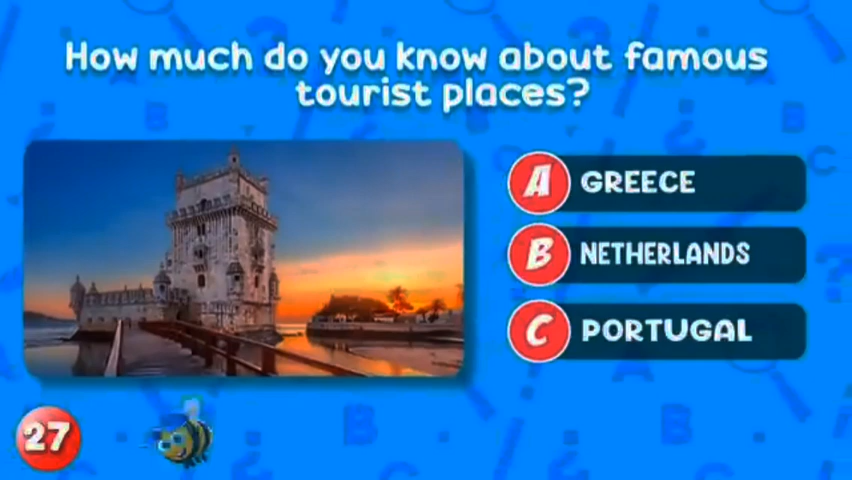 How much do you know about famous
tourist places?
A GREECE
B NETHERLANDS
C PORTUGAL
27